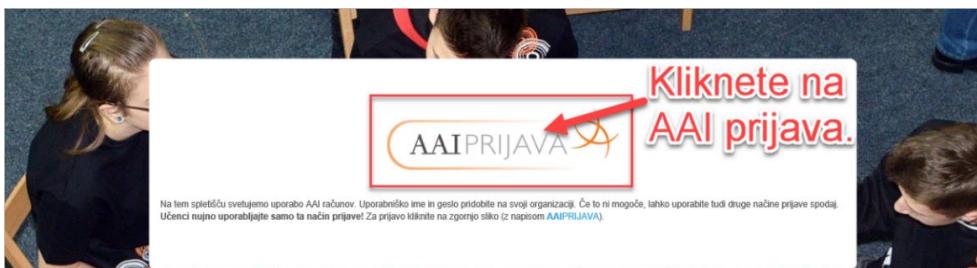 Kliknete na
AAI prijava.
AAIPRIJAVA
Na tem spletišču svetujemo uporabo AAI računov. Uporabniško ime in geslo pridobite na svoji organizaciji. Če to ni mogoče, lahko uporabite tudi druge načine prijave spodaj.
Učenci nujno uporabljajte samo ta način prijave! Za prijavo kliknite na zgornjo sliko (z napisom AAIPRIJAVA).